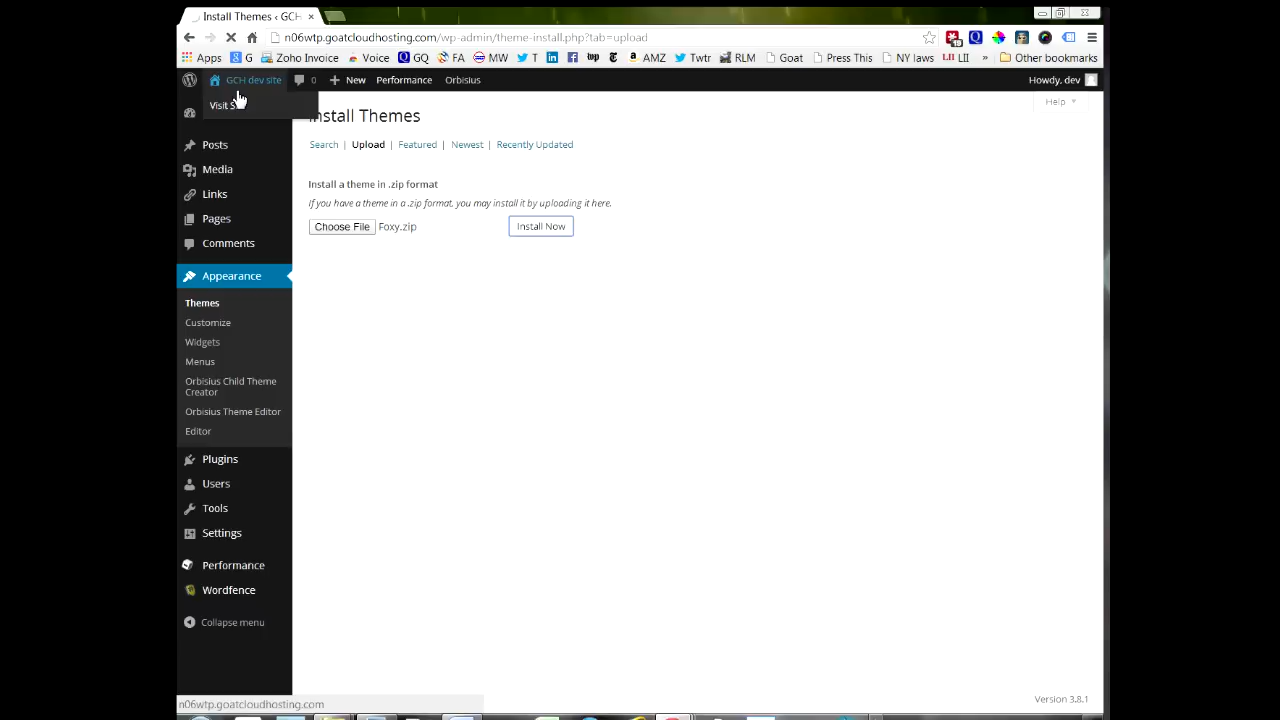 Install Themes ‹ GCH
n06wtp.goatcloudhosting.com/wp-admin/theme-install.php?tab=upload
Apps G Zoho Invoice Voice GQ FA MW T AMZ Twtr RLM Goat Press This NY laws LII » Other bookmarks
GCH dev site 0 New Performance Orbisius Howdy, dev
Visit
Help
Install Themes
Search | Upload | Featured | Newest | Recently Updated
Install a theme in .zip format
If you have a theme in a .zip format, you may install it by uploading it here.
Choose File Foxy.zip Install Now
Posts
Media
Links
Pages
Comments
Appearance
Themes
Customize
Widgets
Menus
Orbisius Child Theme
Creator
Orbisius Theme Editor
Editor
Plugins
Users
Tools
Settings
Performance
Wordfence
Collapse menu
n06wtp.goatcloudhosting.com
Version 3.8.1